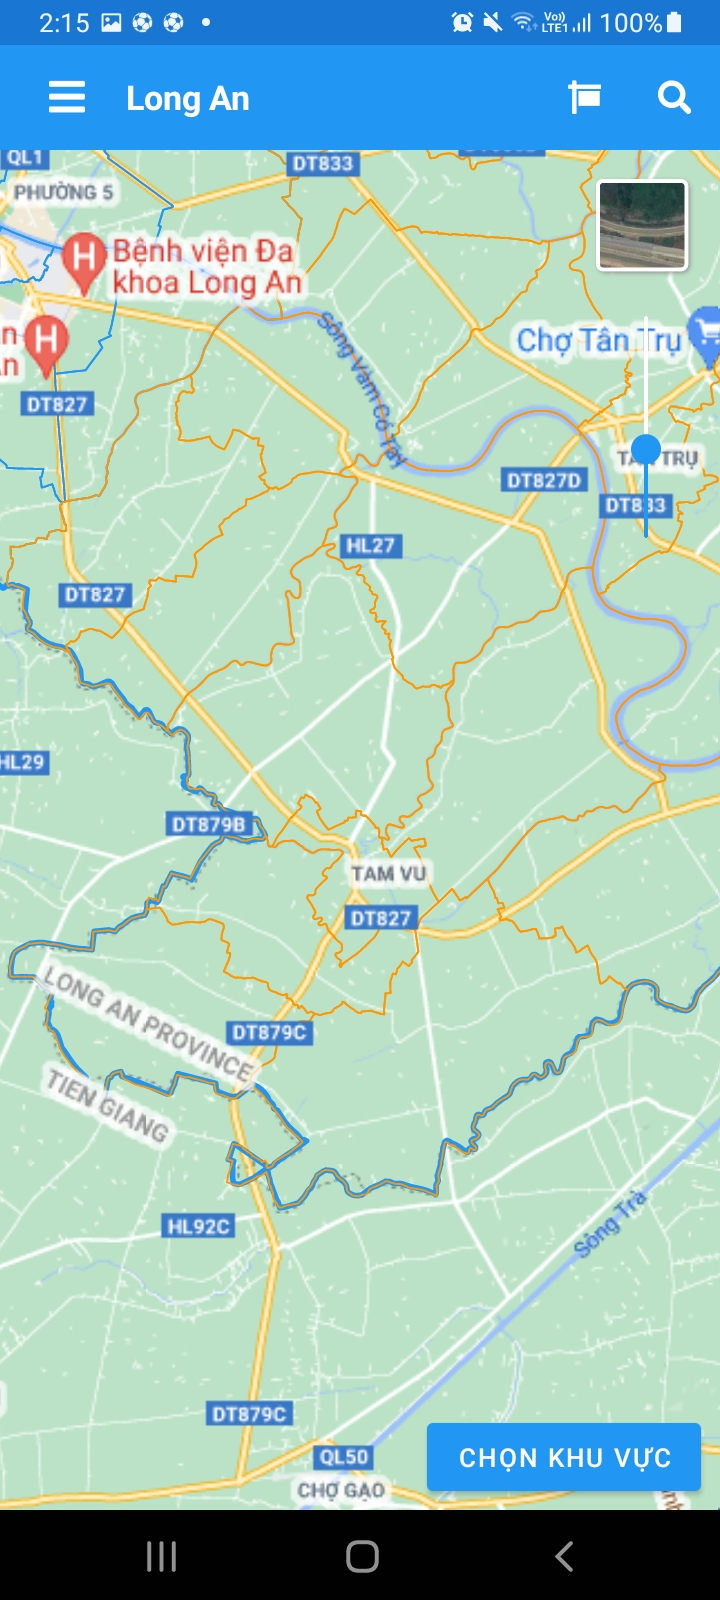 2:15
Vo))
LTE1
100%
Long An
QL1
DT833
PHƯỜNG 5
Bệnh viện Đa
khoa Long An
Sông Vàm Cỏ Tây
Chợ Tân Trụ
DT827
TRỤ
DT827D
DT833
HL27
DT827
HL29
DT879B
TAM VU
DT827
LONG AN PROVINCE
DT879C
TIEN GIANG
HL92C
Sông Trà
DT879C
QL50
CHỢ GẠO
CHỌN KHU VỰC